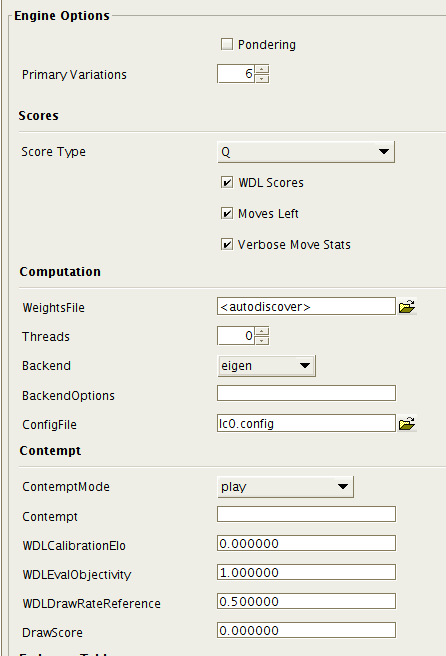 Engine Options
Pondering
Primary Variations 6
Scores
Score Type Q
WDL Scores
Moves Left
Verbose Move Stats
Computation
WeightsFile <autodiscover>
Threads 0
Backend eigen
BackendOptions
ConfigFile lc0.config
Contempt
ContemptMode play
Contempt
WDLCalibrationElo 0.000000
WDLEvalObjectivity 1.000000
WDLDrawRateReference 0.500000
DrawScore 0.000000